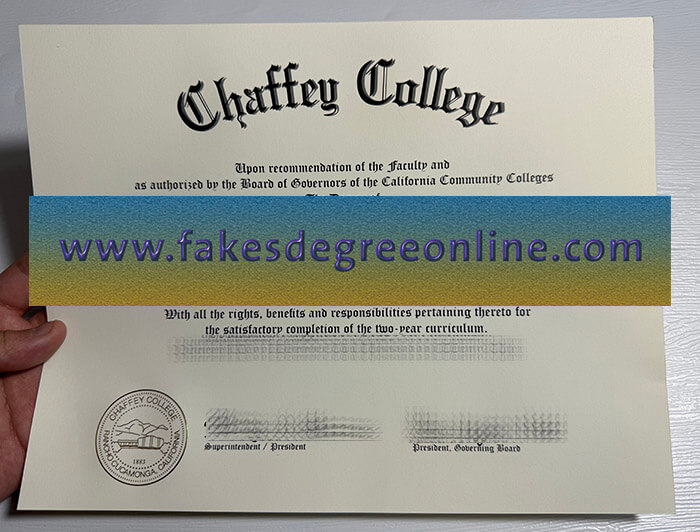 Chaffey College
Upon recommendation of the Faculty and
as authorized by the Board of Governors of the California Community Colleges
www.fakesdegreeonline.com
With all the rights, benefits and responsibilities pertaining thereto for
the satisfactory completion of the two-year curriculum.
CHAFFEY COLLEGE
1883
RANCHO CUCAMONGA, CALIFORNIA
Superintendent / President
President, Governing Board